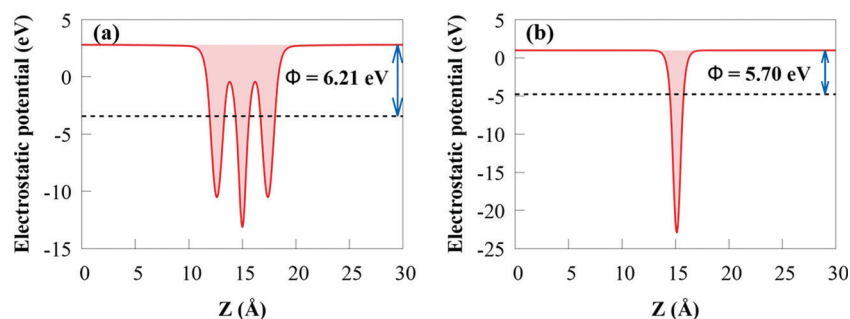 (a)
Electrostatic potential (eV)
5
0
-5
-10
-15
Φ = 6.21 eV
0 5 10 15 20 25 30
Z (Å)
(b)
Electrostatic potential (eV)
5
0
-5
-10
-15
-20
-25
Φ = 5.70 eV
0 5 10 15 20 25 30
Z (Å)